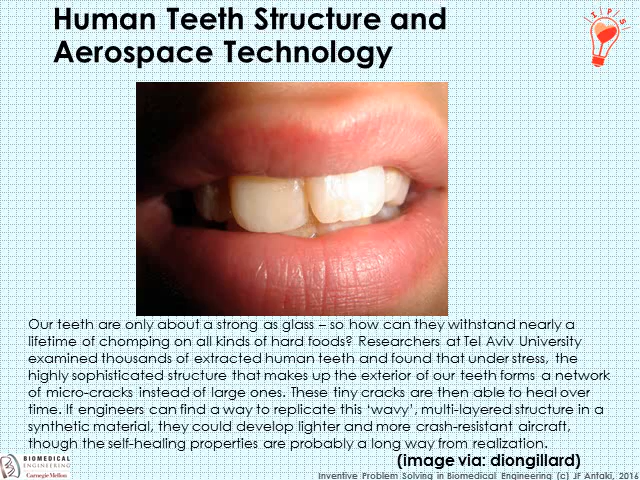 Human Teeth Structure and
Aerospace Technology
I P S
Our teeth are only about a strong as glass – so how can they withstand nearly a
lifetime of chomping on all kinds of hard foods? Researchers at Tel Aviv University
examined thousands of extracted human teeth and found that under stress, the
highly sophisticated structure that makes up the exterior of our teeth forms a network
of micro-cracks instead of large ones. These tiny cracks are then able to heal over
time. If engineers can find a way to replicate this ‘wavy’, multi-layered structure in a
synthetic material, they could develop lighter and more crash-resistant aircraft,
though the self-healing properties are probably a long way from realization.
(image via: diongillard)
BIOMEDICAL
ENGINEERING
Carnegie Mellon
Inventive Problem Solving in Biomedical Engineering (c) JF Antaki, 2016